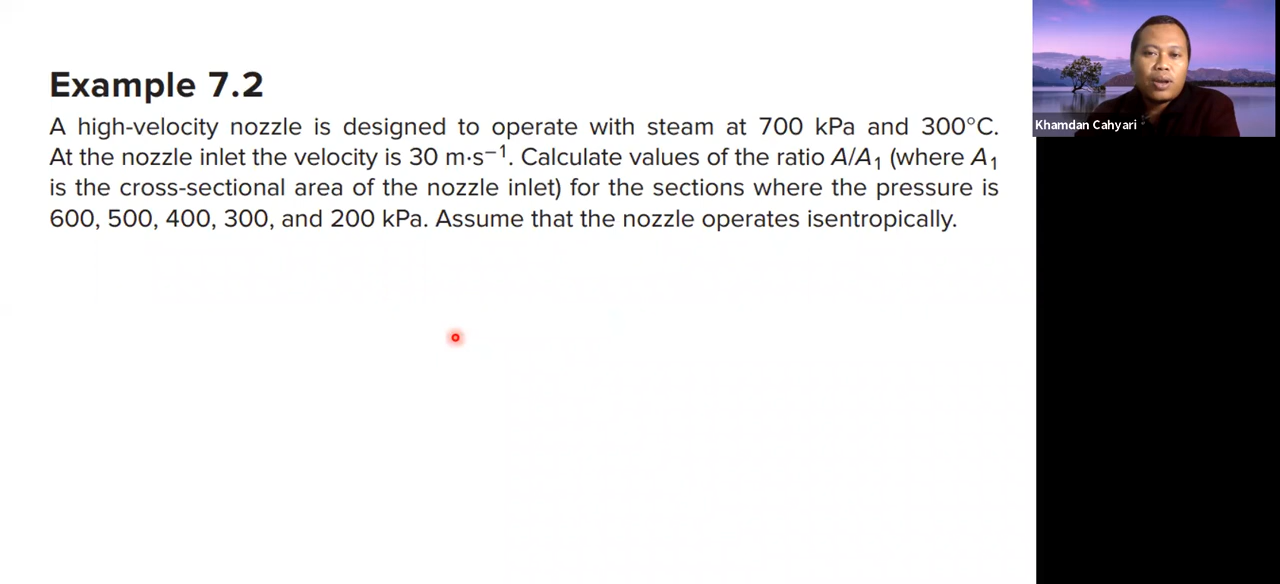 Example 7.2
A high-velocity nozzle is designed to operate with steam at 700 kPa and 300°C.
At the nozzle inlet the velocity is 30 m·s⁻¹. Calculate values of the ratio A/A₁ (where A₁
is the cross-sectional area of the nozzle inlet) for the sections where the pressure is
600, 500, 400, 300, and 200 kPa. Assume that the nozzle operates isentropically.
Khamdan Cahyari